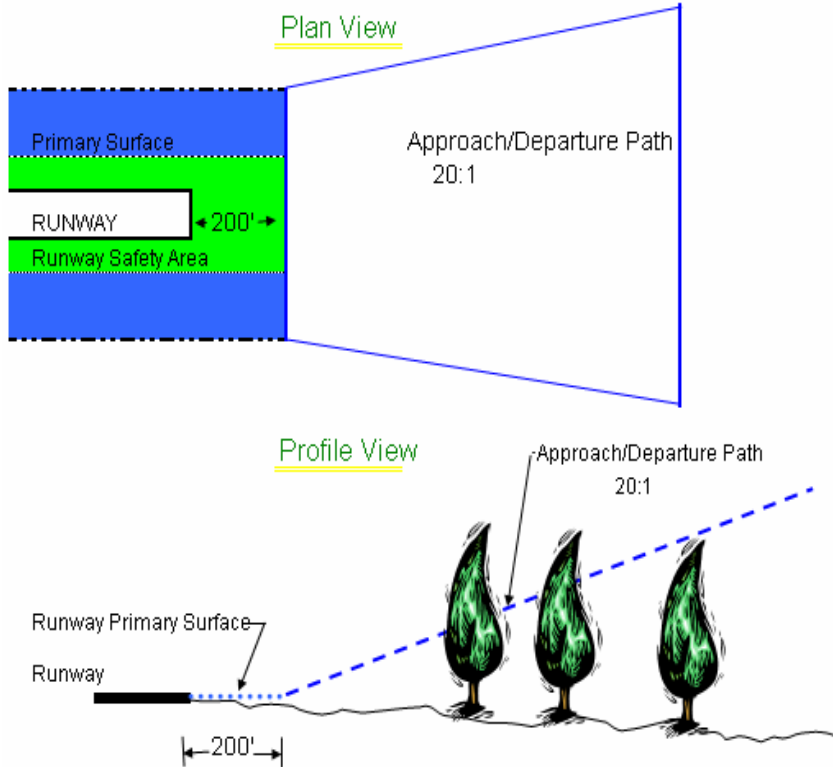 Plan View
Primary Surface
Approach/Departure Path
20:1
RUNWAY
200'
Runway Safety Area
Profile View
Approach/Departure Path
20:1
Runway Primary Surface
Runway
200'